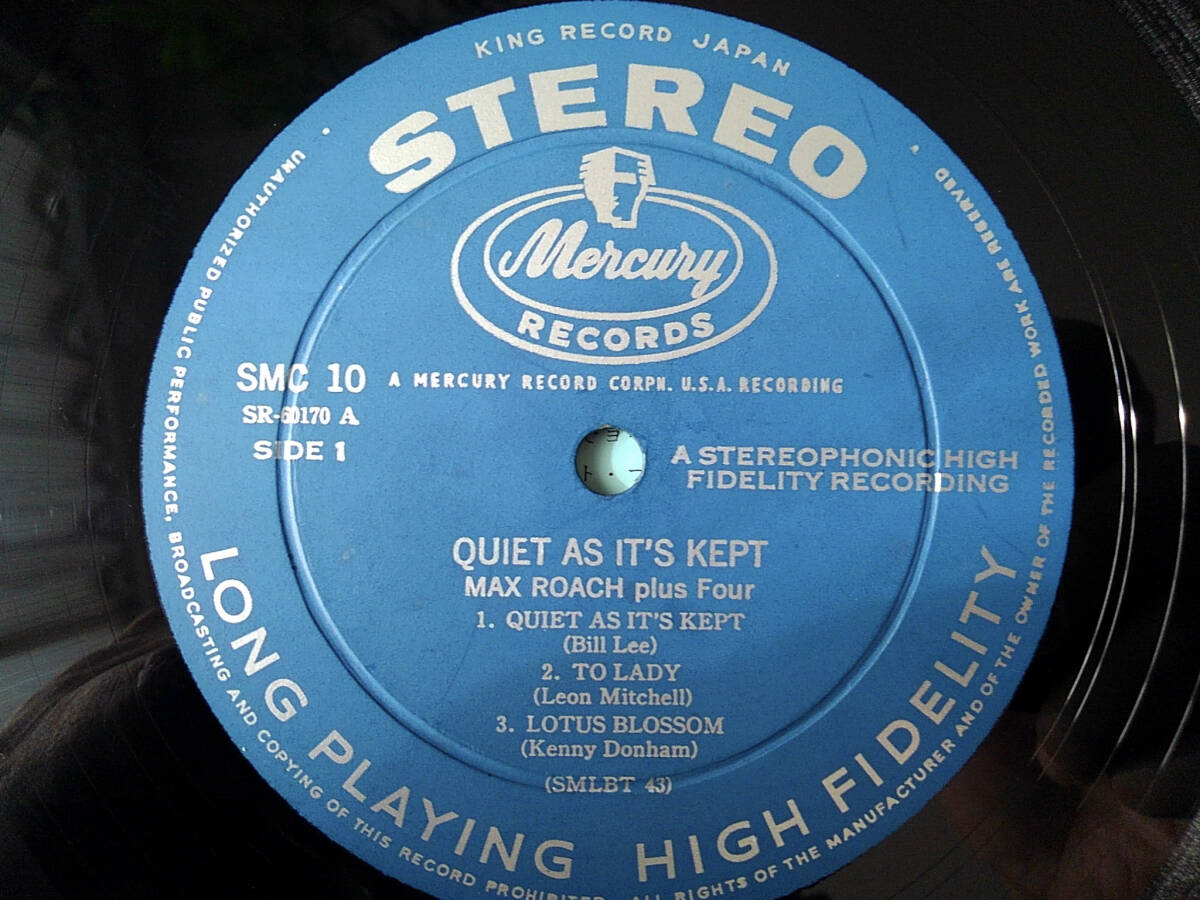 KING RECORD JAPAN
STEREO
Mercury
RECORDS
SMC 10
A MERCURY RECORD CORPN. U.S.A. RECORDING
SR-60170 A
SIDE 1
A STEREOPHONIC HIGH
FIDELITY RECORDING
QUIET AS IT'S KEPT
MAX ROACH plus Four
1. QUIET AS IT'S KEPT
(Bill Lee)
2. TO LADY
(Leon Mitchell)
3. LOTUS BLOSSOM
(Kenny Donham)
(SMLBT 43)
LONG PLAYING HIGH FIDELITY
UNAUTHORIZED PUBLIC PERFORMANCE, BROADCASTING AND COPYING OF THIS RECORD PROHIBITED. ALL RIGHTS OF THE MANUFACTURER AND OF THE OWNER OF THE RECORDED WORK ARE RESERVED